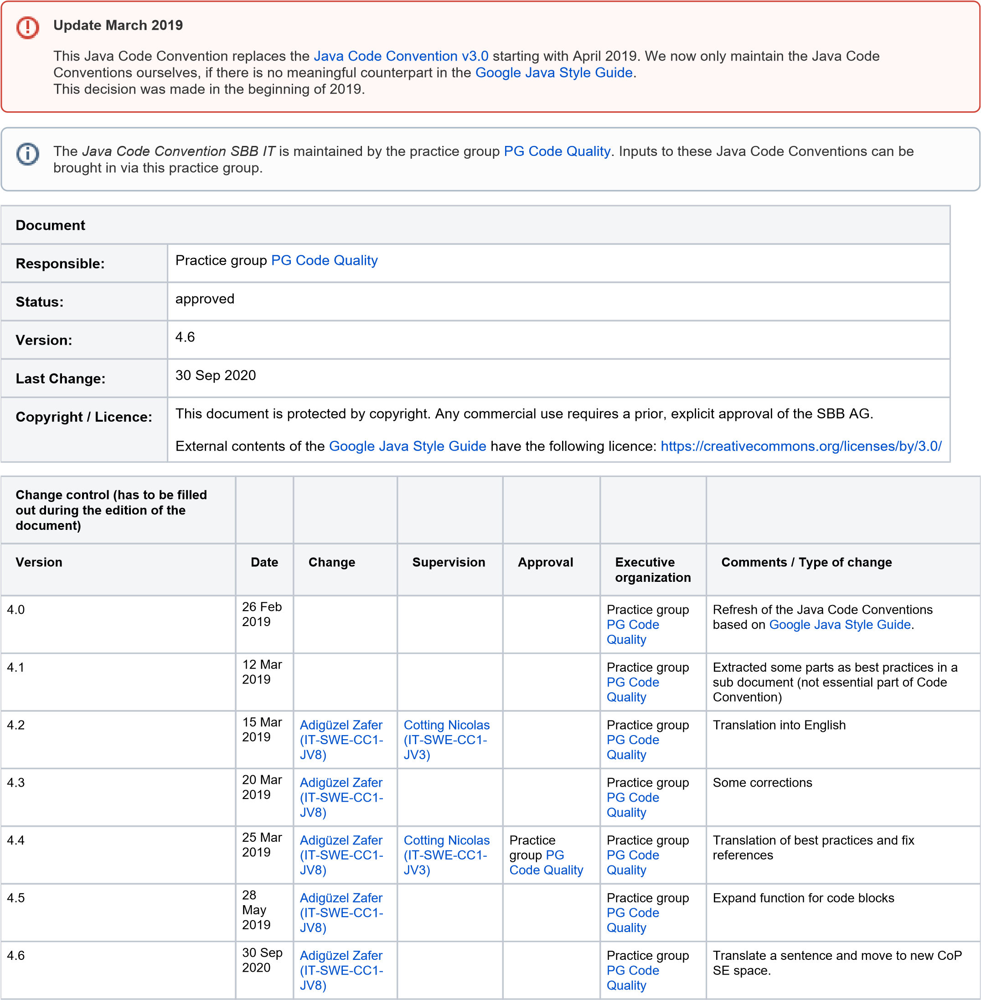 Update March 2019
This Java Code Convention replaces the Java Code Convention v3.0 starting with April 2019. We now only maintain the Java Code
Conventions ourselves, if there is no meaningful counterpart in the Google Java Style Guide.
This decision was made in the beginning of 2019.
The Java Code Convention SBB IT is maintained by the practice group PG Code Quality. Inputs to these Java Code Conventions can be
brought in via this practice group.
Document
Responsible:
Practice group PG Code Quality
Status:
approved
Version:
4.6
Last Change:
30 Sep 2020
Copyright / Licence:
This document is protected by copyright. Any commercial use requires a prior, explicit approval of the SBB AG.
External contents of the Google Java Style Guide have the following licence: https://creativecommons.org/licenses/by/3.0/
Change control (has to be filled
out during the edition of the
document)
Version
Date
Change
Supervision
Approval
Executive
organization
Comments / Type of change
4.0
26 Feb
2019
Practice group
PG Code
Quality
Refresh of the Java Code Conventions
based on Google Java Style Guide.
4.1
12 Mar
2019
Practice group
PG Code
Quality
Extracted some parts as best practices in a
sub document (not essential part of Code
Convention)
4.2
15 Mar
2019
Adigüzel Zafer
(IT-SWE-CC1-
JV8)
Cotting Nicolas
(IT-SWE-CC1-
JV3)
Practice group
PG Code
Quality
Translation into English
4.3
20 Mar
2019
Adigüzel Zafer
(IT-SWE-CC1-
JV8)
Practice group
PG Code
Quality
Some corrections
4.4
25 Mar
2019
Adigüzel Zafer
(IT-SWE-CC1-
JV8)
Cotting Nicolas
(IT-SWE-CC1-
JV3)
Practice
group PG
Code Quality
Practice group
PG Code
Quality
Translation of best practices and fix
references
4.5
28
May
2019
Adigüzel Zafer
(IT-SWE-CC1-
JV8)
Practice group
PG Code
Quality
Expand function for code blocks
4.6
30 Sep
2020
Adigüzel Zafer
(IT-SWE-CC1-
JV8)
Practice group
PG Code
Quality
Translate a sentence and move to new CoP
SE space.